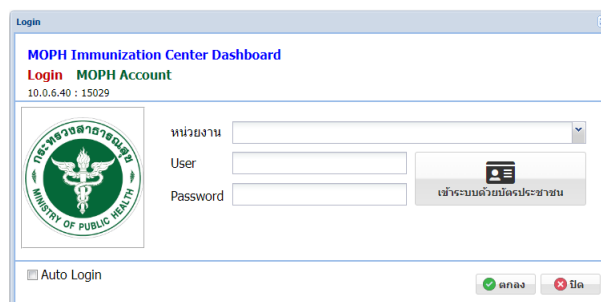 Login
MOPH Immunization Center Dashboard
Login MOPH Account
10.0.6.40 : 15029
กระทรวงสาธารณสุข
MINISTRY OF PUBLIC HEALTH
หน่วยงาน
User
Password
เข้าระบบด้วยบัตรประชาชน
Auto Login
ตกลง ปิด